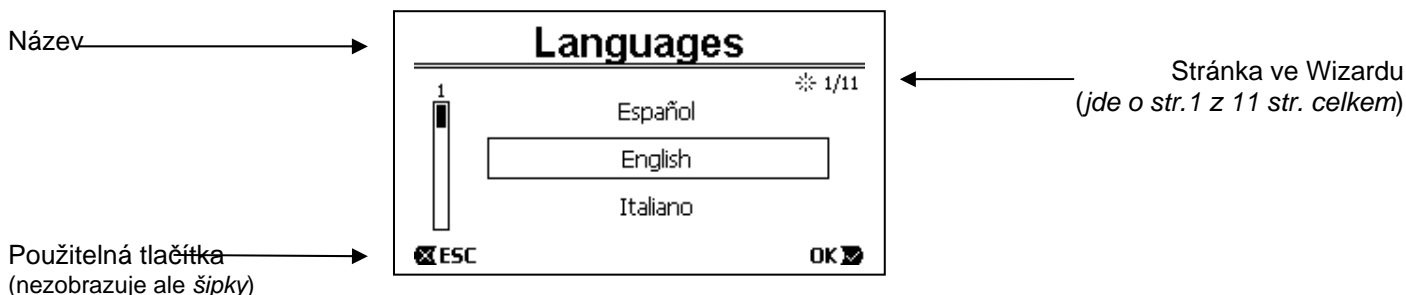 Název
Languages
1/11
Stránka ve Wizardu
(jde o str.1 z 11 str. celkem)
1
Español
English
Italiano
Použitelná tlačítka
(nezobrazuje ale šipky)
ESC
OK